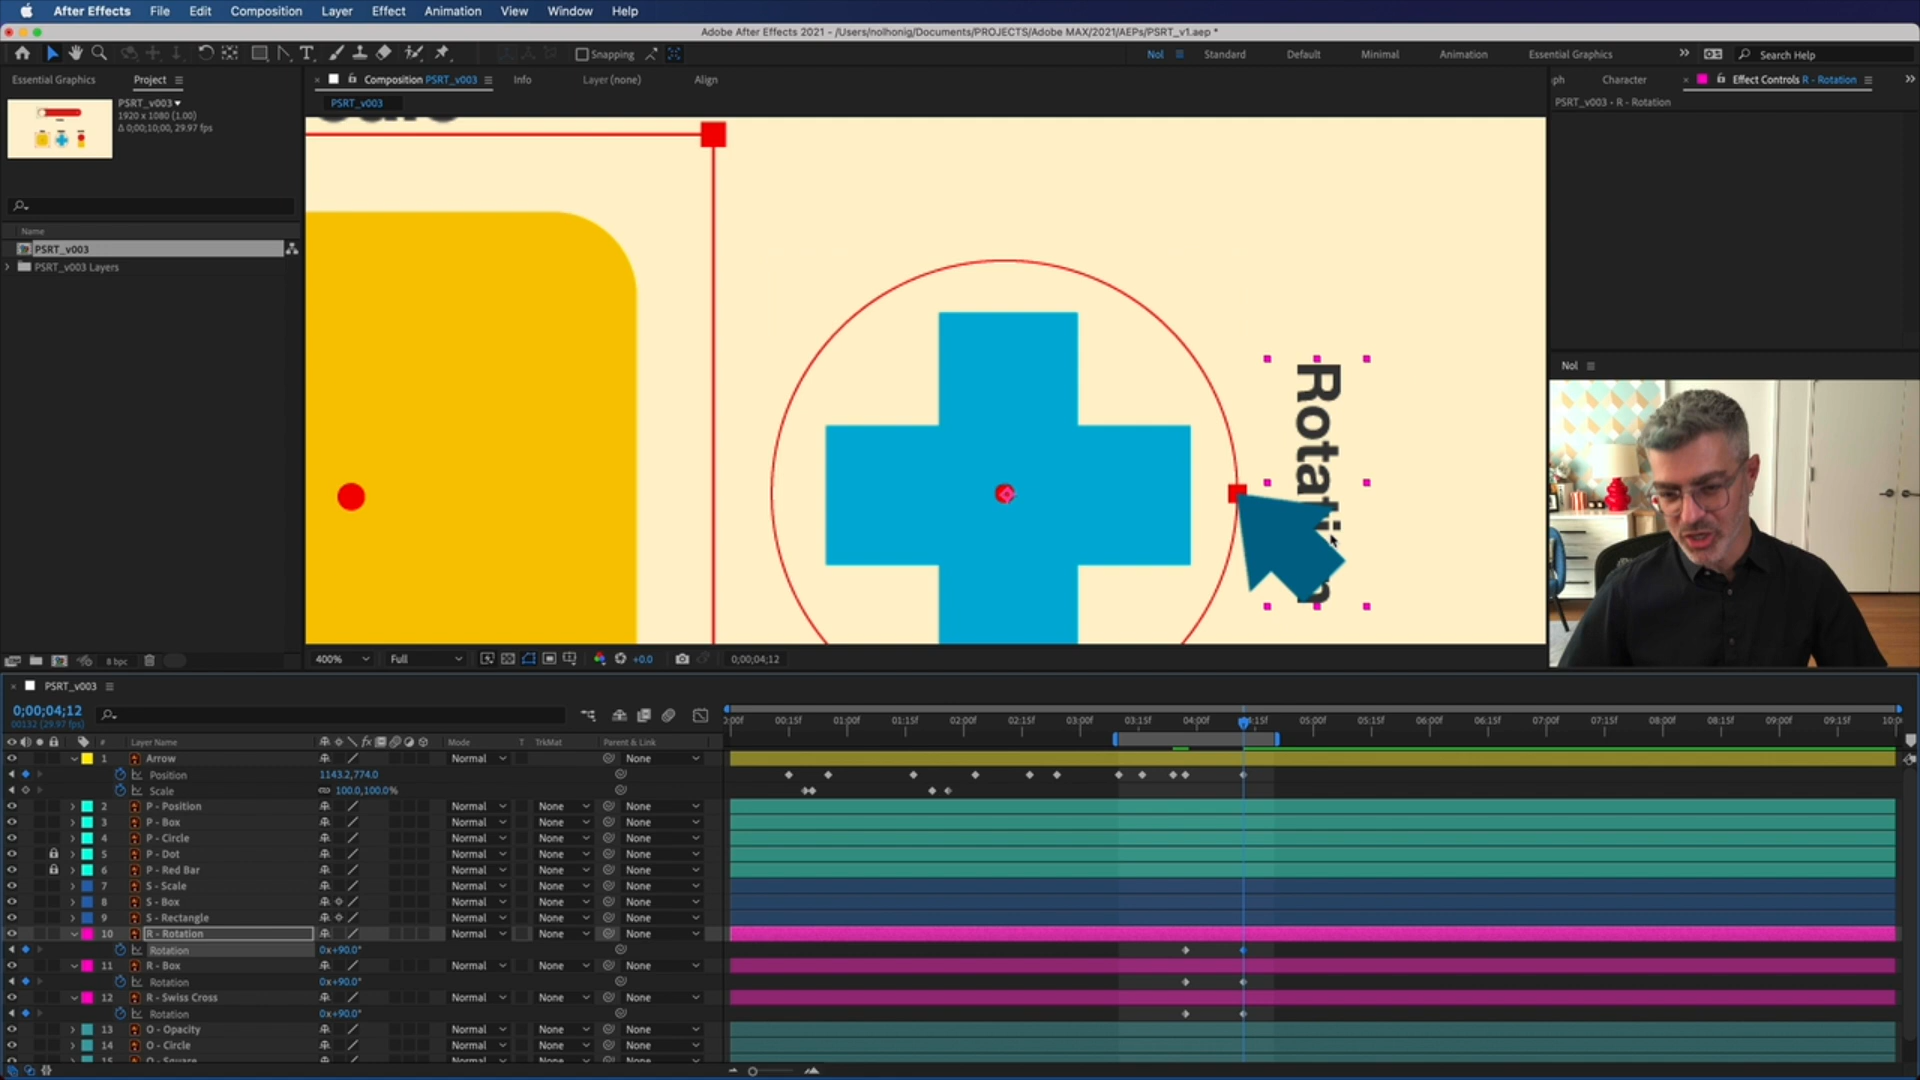 After Effects File Edit Composition Layer Effect Animation View Window Help
Adobe After Effects 2021 - /Users/nolhonig/Documents/PROJECTS/Adobe MAX/2021/AEPs/PSRT_v1.aep *
Snapping
Nol Standard Default Minimal Animation Essential Graphics Search Help
Essential Graphics Project Composition PSRT_v003 Info Layer (none) Align ph Character Effect Controls R - Rotation
PSRT_v003
1920 x 1080 (1.00)
Δ 0;00;10;00, 29.97 fps
PSRT_v003
PSRT_v003 - R - Rotation
Name
PSRT_v003
PSRT_v003 Layers
Rotation
Nol
8 bpc
400% Full +0.0 0;00;04;12
PSRT_v003
0;00;04;12
00132 (29.97 fps)
0:00f 00:15f 01:00f 01:15f 02:00f 02:15f 03:00f 03:15f 04:00f 04:15f 05:00f 05:15f 06:00f 06:15f 07:00f 07:15f 08:00f 08:15f 09:00f 09:15f 10:0
# Layer Name Mode T TrkMat Parent & Link
1 Arrow Normal None
Position 1143.2,774.0
Scale 100.0,100.0%
2 P - Position Normal None None
3 P - Box Normal None None
4 P - Circle Normal None None
5 P - Dot Normal None None
6 P - Red Bar Normal None None
7 S - Scale Normal None None
8 S - Box Normal None None
9 S - Rectangle Normal None None
10 R - Rotation Normal None None
Rotation 0x+90.0°
11 R - Box Normal None None
Rotation 0x+90.0°
12 R - Swiss Cross Normal None None
Rotation 0x+90.0°
13 O - Opacity Normal None None
14 O - Circle Normal None None
15 O - Square Normal None None